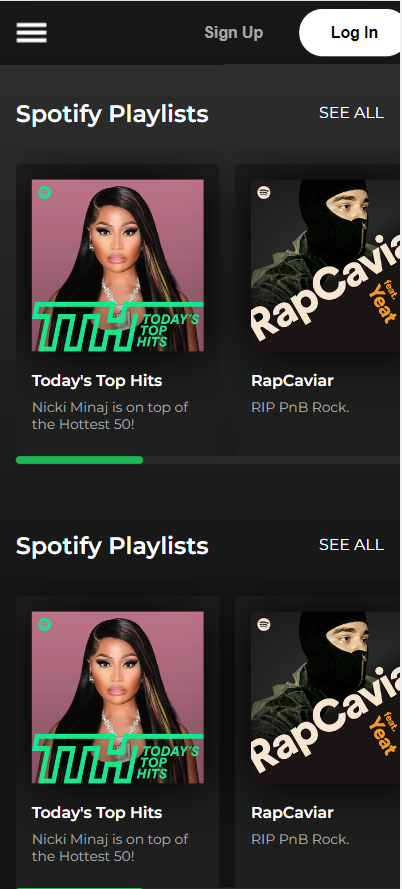 Sign Up
Log In
Spotify Playlists
SEE ALL
TTH
TODAY'S
TOP
HITS
RapCavia
feat.
Yeat
Today's Top Hits
Nicki Minaj is on top of
the Hottest 50!
RapCaviar
RIP PnB Rock.
Spotify Playlists
SEE ALL
TTH
TODAY'S
TOP
HITS
RapCavia
feat.
Yeat
Today's Top Hits
Nicki Minaj is on top of
the Hottest 50!
RapCaviar
RIP PnB Rock.